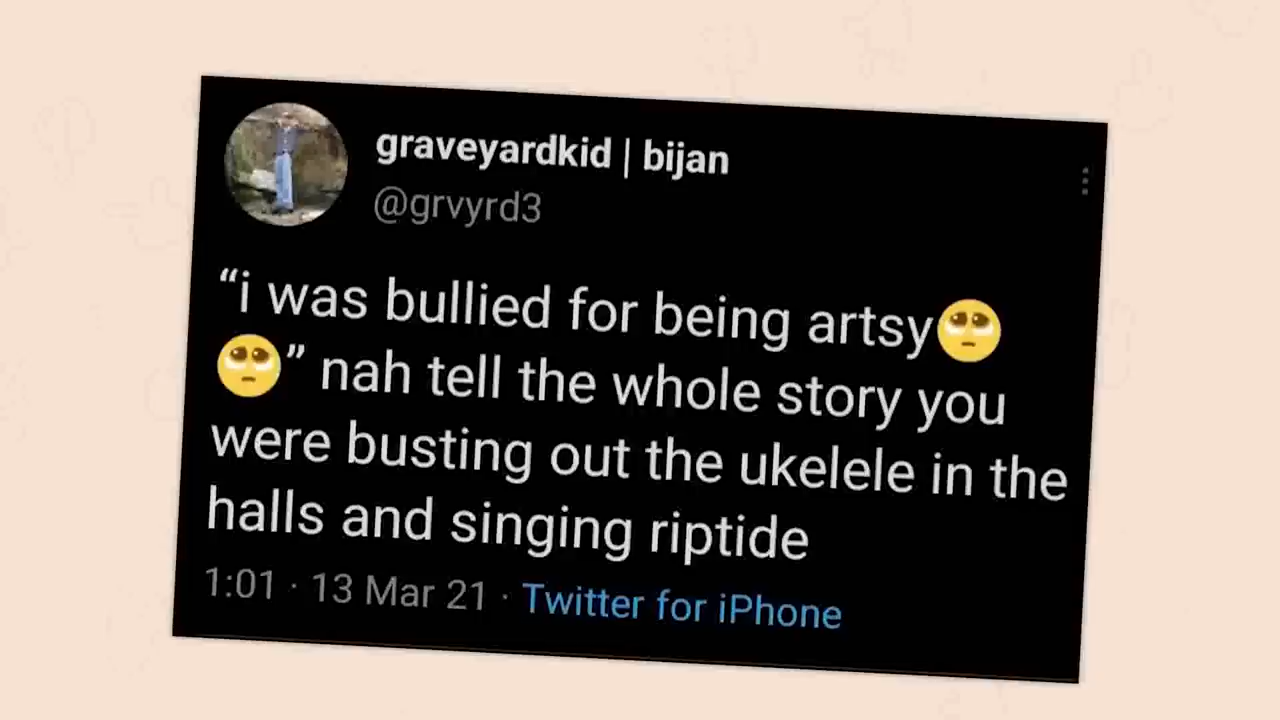 graveyardkid | bijan
@grvyrd3
“i was bullied for being artsy🥺
🥺” nah tell the whole story you
were busting out the ukelele in the
halls and singing riptide
1:01 · 13 Mar 21 · Twitter for iPhone